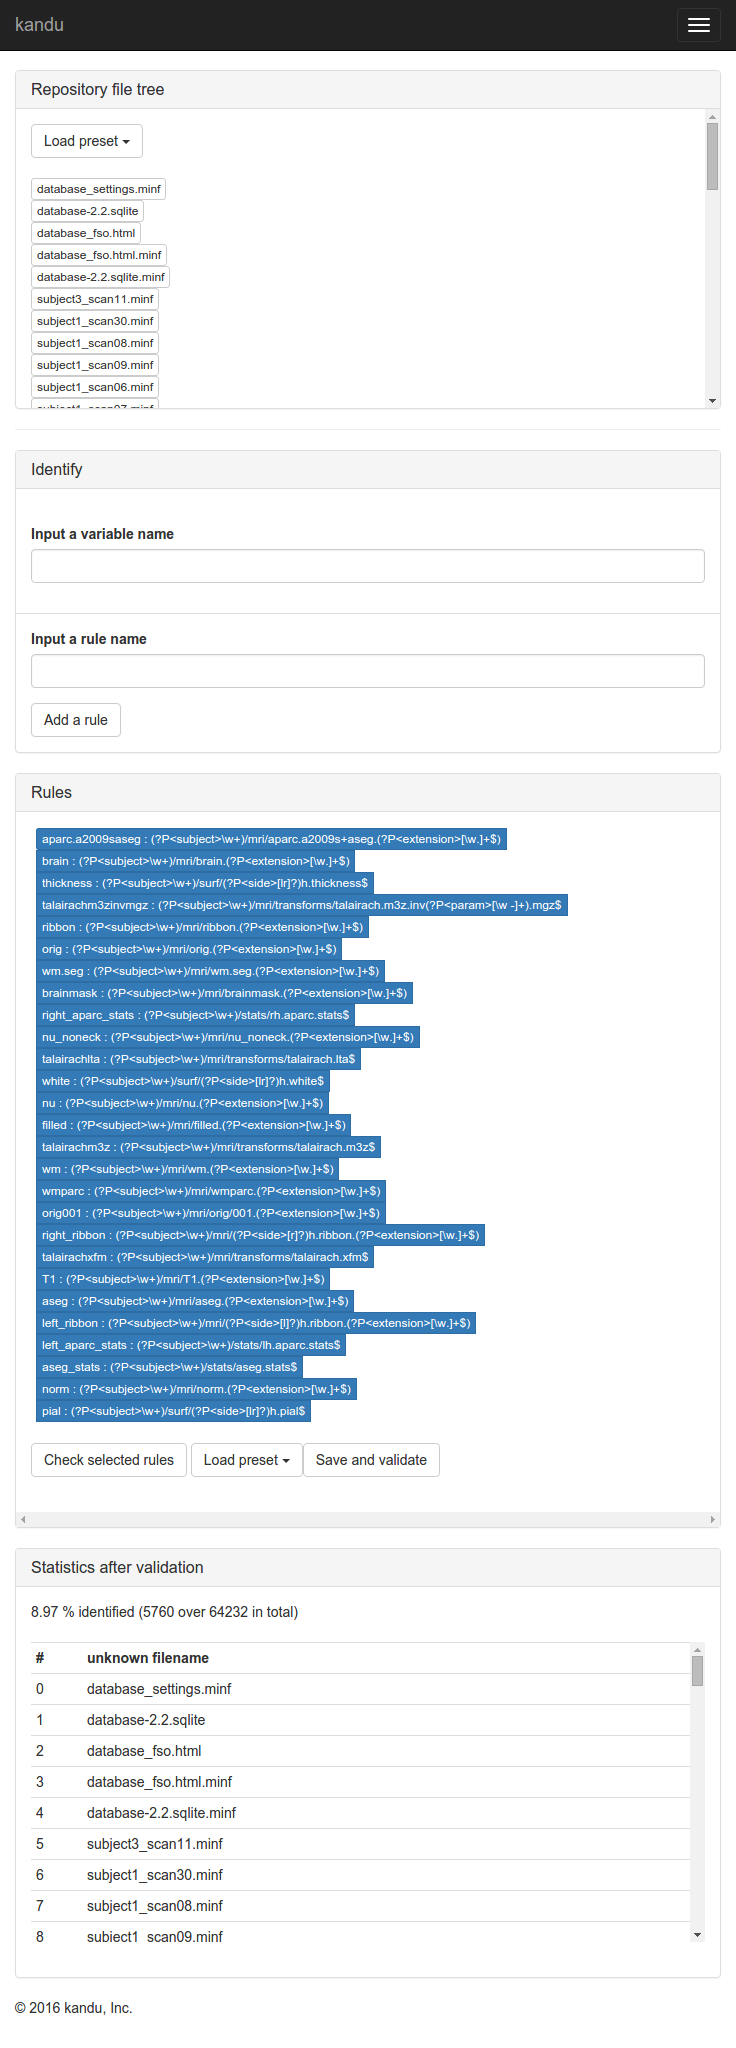 kandu
Repository file tree
Load preset
database_settings.minf
database-2.2.sqlite
database_fso.html
database_fso.html.minf
database-2.2.sqlite.minf
subject3_scan11.minf
subject1_scan30.minf
subject1_scan08.minf
subject1_scan09.minf
subject1_scan06.minf
subject1_scan07.minf
Identify
Input a variable name
Input a rule name
Add a rule
Rules
aparc.a2009saseg : (?P<subject>\w+)/mri/aparc.a2009s+aseg.(?P<extension>[\w.]+$)
brain : (?P<subject>\w+)/mri/brain.(?P<extension>[\w.]+$)
thickness : (?P<subject>\w+)/surf/(?P<side>[lr]?)h.thickness$
talairachm3zinvmgz : (?P<subject>\w+)/mri/transforms/talairach.m3z.inv(?P<param>[\w -]+).mgz$
ribbon : (?P<subject>\w+)/mri/ribbon.(?P<extension>[\w.]+$)
orig : (?P<subject>\w+)/mri/orig.(?P<extension>[\w.]+$)
wm.seg : (?P<subject>\w+)/mri/wm.seg.(?P<extension>[\w.]+$)
brainmask : (?P<subject>\w+)/mri/brainmask.(?P<extension>[\w.]+$)
right_aparc_stats : (?P<subject>\w+)/stats/rh.aparc.stats$
nu_noneck : (?P<subject>\w+)/mri/nu_noneck.(?P<extension>[\w.]+$)
talairachlta : (?P<subject>\w+)/mri/transforms/talairach.lta$
white : (?P<subject>\w+)/surf/(?P<side>[lr]?)h.white$
nu : (?P<subject>\w+)/mri/nu.(?P<extension>[\w.]+$)
filled : (?P<subject>\w+)/mri/filled.(?P<extension>[\w.]+$)
talairachm3z : (?P<subject>\w+)/mri/transforms/talairach.m3z$
wm : (?P<subject>\w+)/mri/wm.(?P<extension>[\w.]+$)
wmparc : (?P<subject>\w+)/mri/wmparc.(?P<extension>[\w.]+$)
orig001 : (?P<subject>\w+)/mri/orig/001.(?P<extension>[\w.]+$)
right_ribbon : (?P<subject>\w+)/mri/(?P<side>[r]?)h.ribbon.(?P<extension>[\w.]+$)
talairachxfm : (?P<subject>\w+)/mri/transforms/talairach.xfm$
T1 : (?P<subject>\w+)/mri/T1.(?P<extension>[\w.]+$)
aseg : (?P<subject>\w+)/mri/aseg.(?P<extension>[\w.]+$)
left_ribbon : (?P<subject>\w+)/mri/(?P<side>[l]?)h.ribbon.(?P<extension>[\w.]+$)
left_aparc_stats : (?P<subject>\w+)/stats/lh.aparc.stats$
aseg_stats : (?P<subject>\w+)/stats/aseg.stats$
norm : (?P<subject>\w+)/mri/norm.(?P<extension>[\w.]+$)
pial : (?P<subject>\w+)/surf/(?P<side>[lr]?)h.pial$
Check selected rules Load preset Save and validate
Statistics after validation
8.97 % identified (5760 over 64232 in total)
# unknown filename
0 database_settings.minf
1 database-2.2.sqlite
2 database_fso.html
3 database_fso.html.minf
4 database-2.2.sqlite.minf
5 subject3_scan11.minf
6 subject1_scan30.minf
7 subject1_scan08.minf
8 subject1_scan09.minf
© 2016 kandu, Inc.